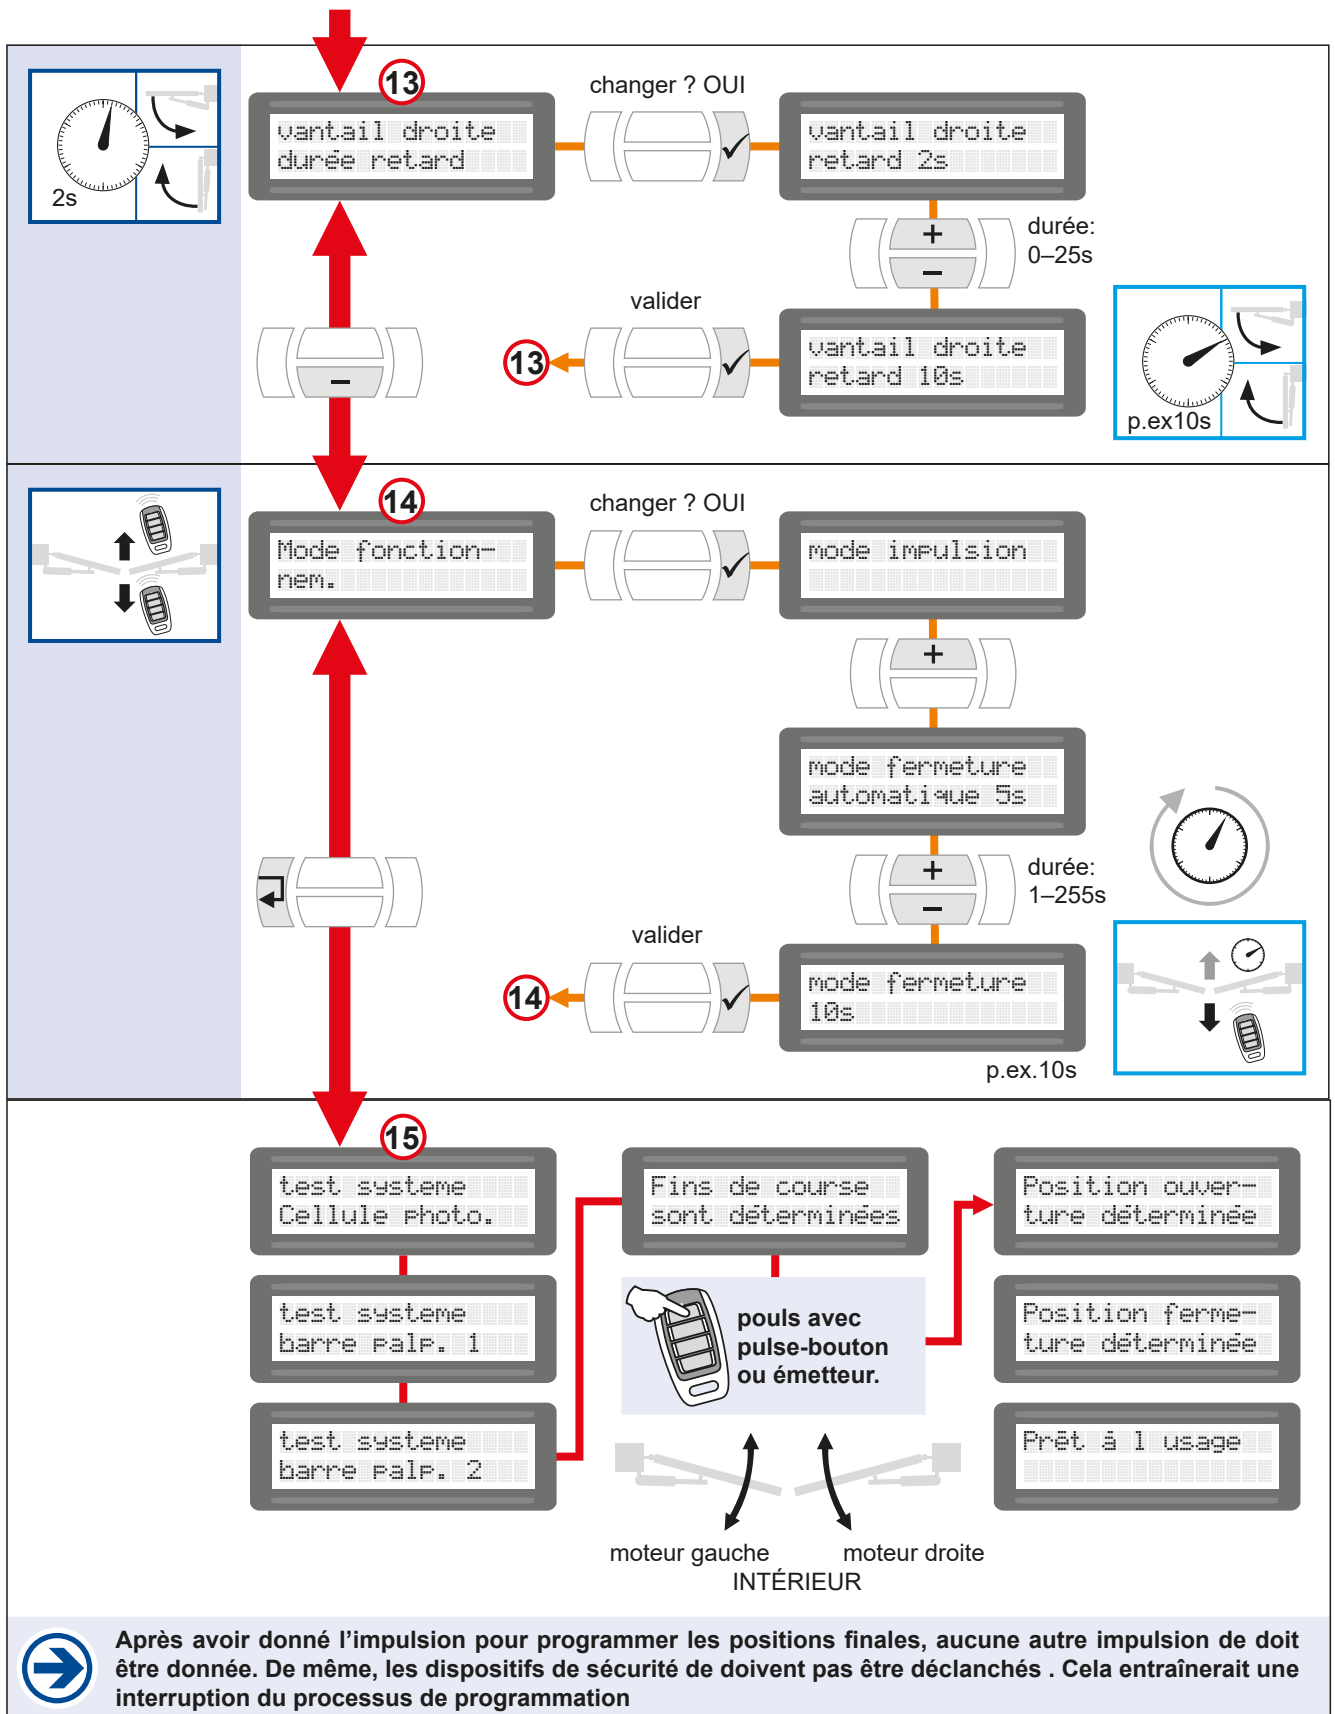 13
changer ? OUI
2s
vantail droite
durée retard
vantail droite
retard 2s
+
−
durée:
0–25s
valider
−
13
vantail droite
retard 10s
p.ex10s
14
changer ? OUI
Mode fonction-
nem.
mode impulsion
+
mode fermeture
automatique 5s
+
−
durée:
1–255s
valider
14
mode fermeture
10s
p.ex.10s
15
test systeme
Cellule photo.
test systeme
barre palp. 1
test systeme
barre palp. 2
Fins de course
sont déterminées
pouls avec
pulse-bouton
ou émetteur.
moteur gauche
moteur droite
INTÉRIEUR
Position ouver-
ture déterminée
Position ferme-
ture déterminée
Prêt á l usage
Après avoir donné l’impulsion pour programmer les positions finales, aucune autre impulsion de doit
être donnée. De même, les dispositifs de sécurité de doivent pas être déclanchés . Cela entraînerait une
interruption du processus de programmation